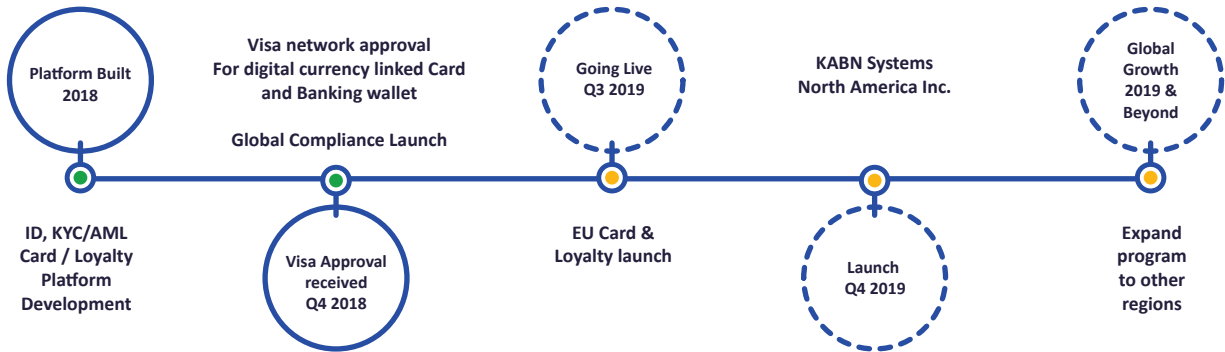 Platform Built
2018
ID, KYC/AML
Card / Loyalty
Platform
Development
Visa network approval
For digital currency linked Card
and Banking wallet
Global Compliance Launch
Visa Approval
received
Q4 2018
Going Live
Q3 2019
EU Card &
Loyalty launch
KABN Systems
North America Inc.
Launch
Q4 2019
Global
Growth
2019 &
Beyond
Expand
program
to other
regions